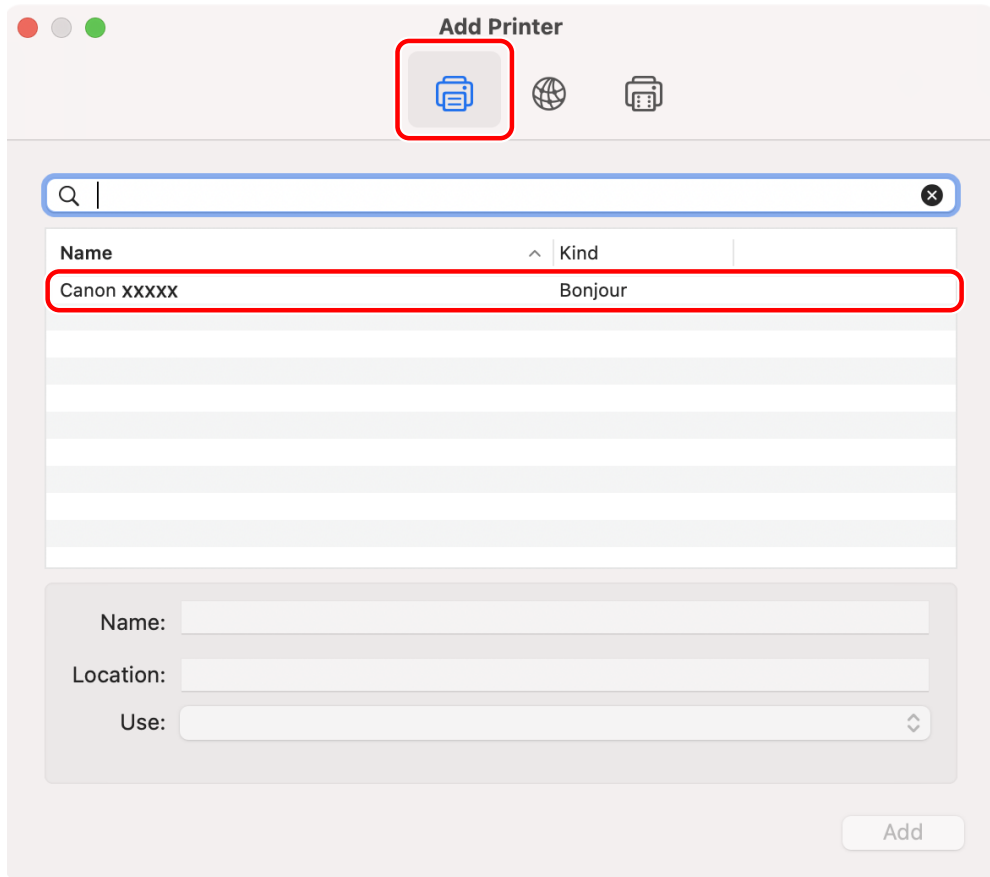 Add Printer
Name Kind
Canon xxxxx Bonjour
Name:
Location:
Use:
Add